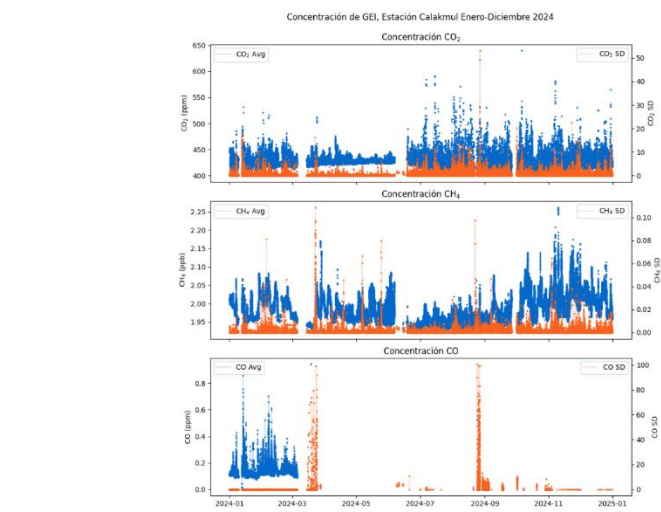 Concentración de GEI, Estación Calakmul Enero-Diciembre 2024
Concentración CO₂
650
600
550
500
450
400
CO₂ (ppm)
CO₂ Avg
CO₂ SD
50
40
30
20
10
0
CO₂ SD
Concentración CH₄
2.25
2.20
2.15
2.10
2.05
2.00
1.95
CH₄ (ppb)
CH₄ Avg
CH₄ SD
0.10
0.08
0.06
0.04
0.02
0.00
CH₄ SD
Concentración CO
0.8
0.6
0.4
0.2
0.0
CO (ppm)
CO Avg
CO SD
100
80
60
40
20
0
CO SD
2024-01 2024-03 2024-05 2024-07 2024-09 2024-11 2025-01